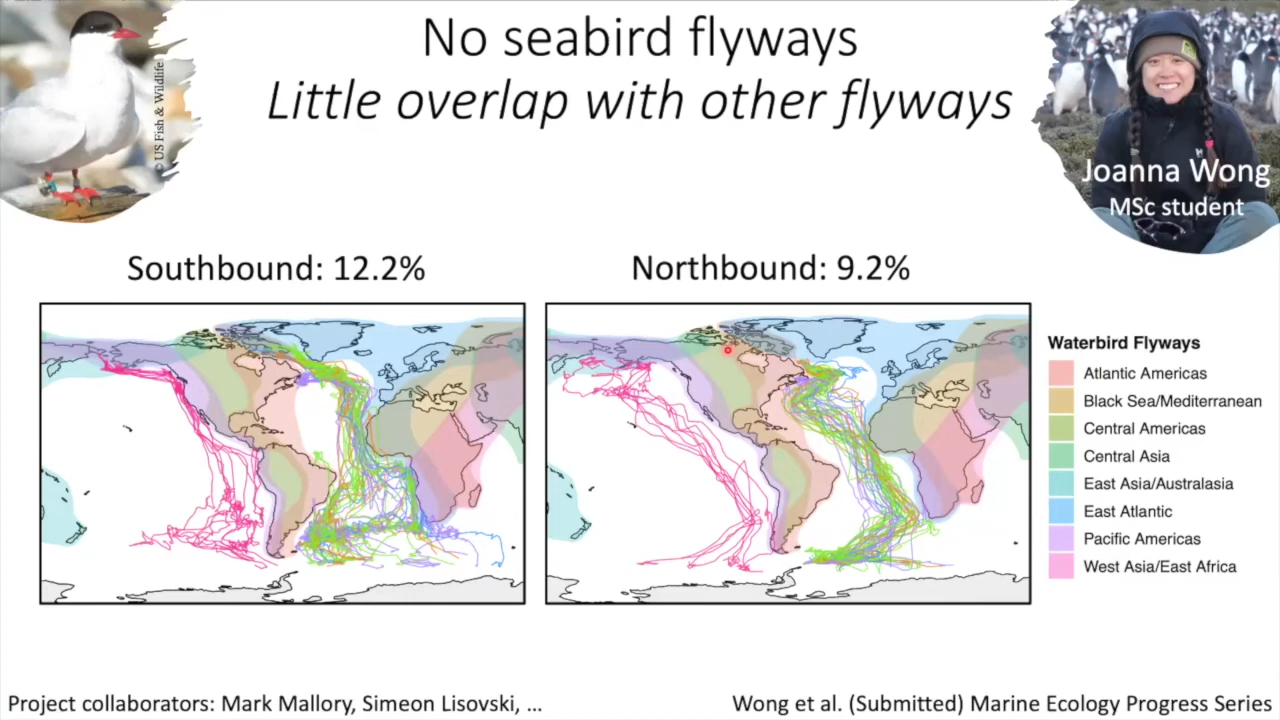 No seabird flyways
Little overlap with other flyways
© US Fish & Wildlife
Joanna Wong
MSc student
Southbound: 12.2%
Northbound: 9.2%
Waterbird Flyways
Atlantic Americas
Black Sea/Mediterranean
Central Americas
Central Asia
East Asia/Australasia
East Atlantic
Pacific Americas
West Asia/East Africa
Project collaborators: Mark Mallory, Simeon Lisovski, ...
Wong et al. (Submitted) Marine Ecology Progress Series